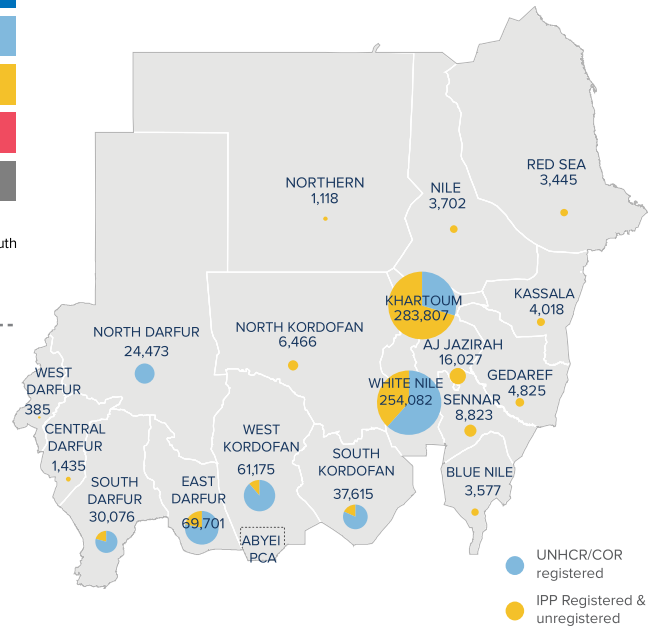 RED SEA
3,445
NORTHERN
1,118
NILE
3,702
uth
KHARTOUM
283,807
KASSALA
4,018
NORTH DARFUR
24,473
NORTH KORDOFAN
6,466
AJ JAZIRAH
16,027
WEST
DARFUR
385
WHITE NILE
254,082
GEDAREF
4,825
SENNAR
8,823
CENTRAL
DARFUR
1,435
WEST
KORDOFAN
61,175
SOUTH
KORDOFAN
37,615
SOUTH
DARFUR
30,076
EAST
DARFUR
69,701
BLUE NILE
3,577
ABYEI
PCA
UNHCR/COR
registered
IPP Registered &
unregistered